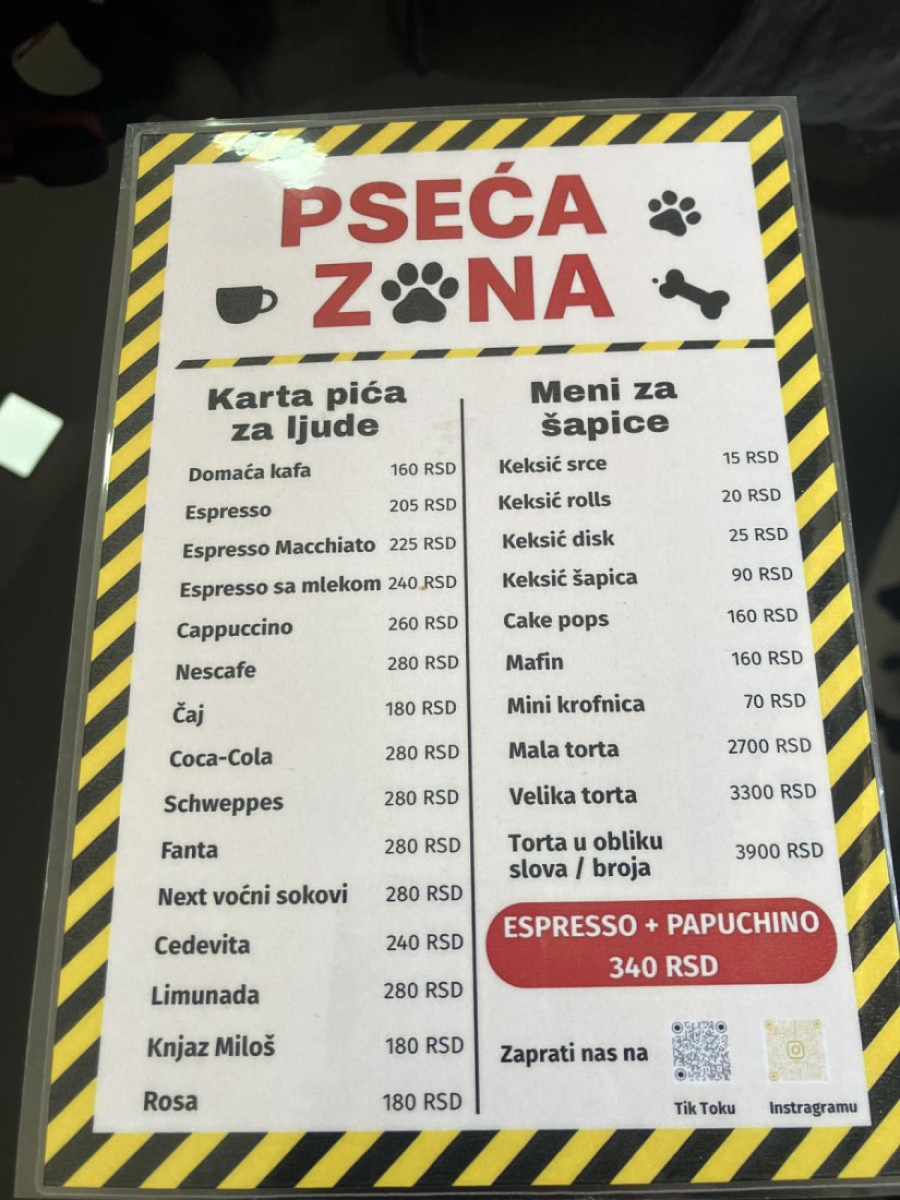 PSEĆA
ZONA
Karta pića
za ljude
Domaća kafa 160 RSD
Espresso 205 RSD
Espresso Macchiato 225 RSD
Espresso sa mlekom 240 RSD
Cappuccino 260 RSD
Nescafe 280 RSD
Čaj 180 RSD
Coca-Cola 280 RSD
Schweppes 280 RSD
Fanta 280 RSD
Next voćni sokovi 280 RSD
Cedevita 240 RSD
Limunada 280 RSD
Knjaz Miloš 180 RSD
Rosa 180 RSD
Meni za
šapice
Keksić srce 15 RSD
Keksić rolls 20 RSD
Keksić disk 25 RSD
Keksić šapica 90 RSD
Cake pops 160 RSD
Mafin 160 RSD
Mini krofnica 70 RSD
Mala torta 2700 RSD
Velika torta 3300 RSD
Torta u obliku
slova / broja 3900 RSD
ESPRESSO + PAPUCHINO
340 RSD
Zaprati nas na
Tik Toku Instragramu